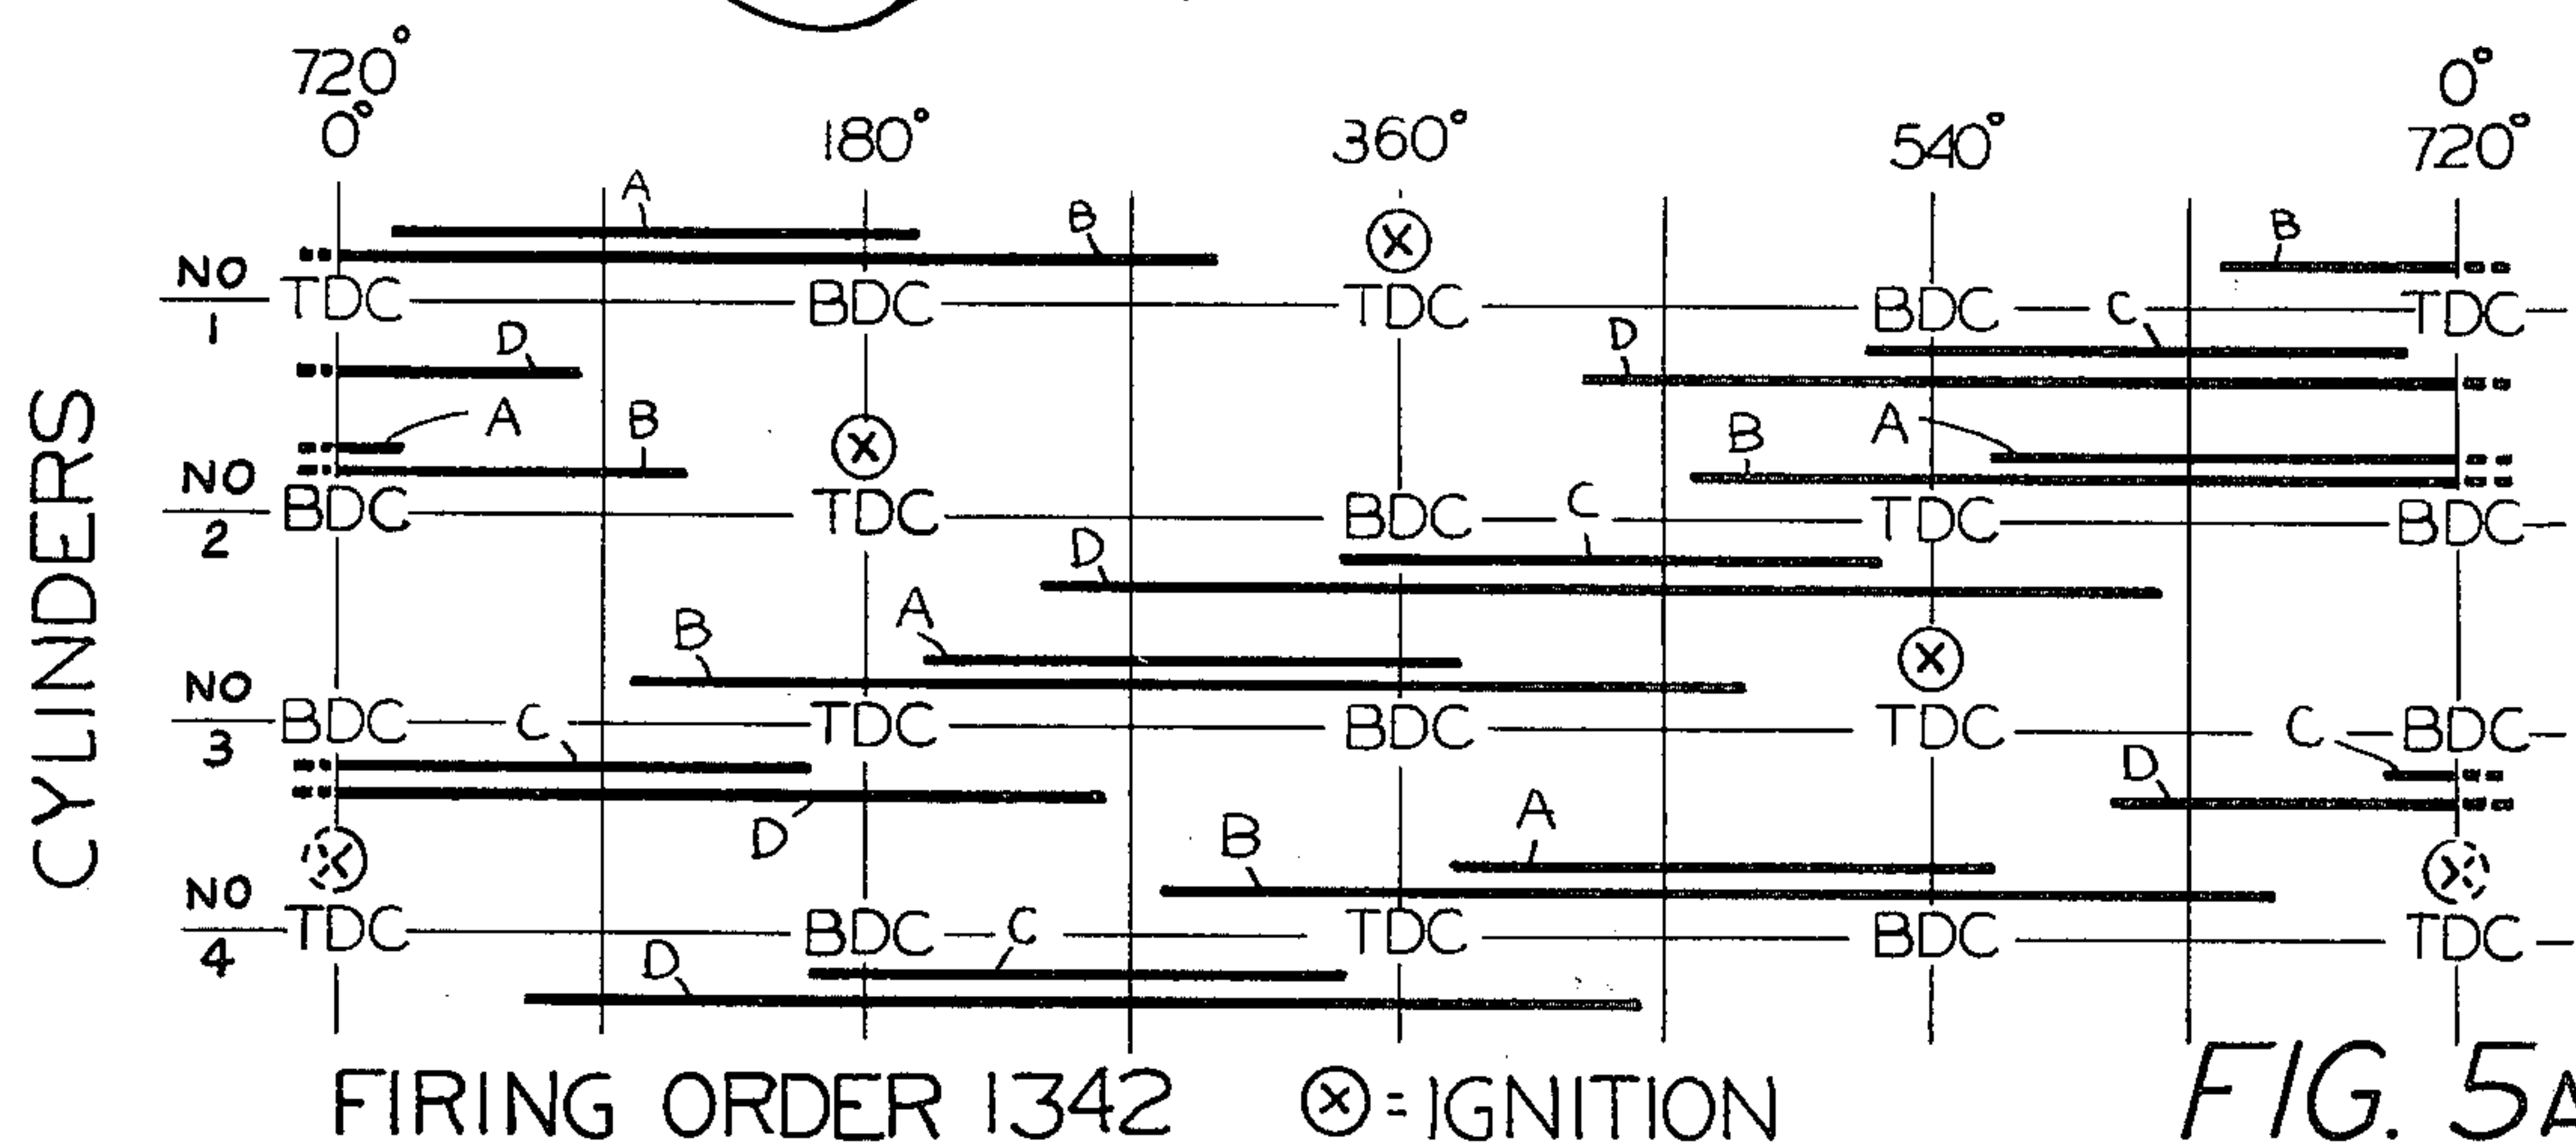 720° 0°
0° 180° 360° 540° 720°
A
B B
NO 1 TDC BDC TDC BDC C TDC
D D
A B B A
NO 2 BDC TDC BDC C TDC BDC
D
B A
NO 3 BDC C TDC BDC TDC C BDC
D D
B A
NO 4 TDC BDC C TDC BDC TDC
D
CYLINDERS
FIRING ORDER 1342 = IGNITION
FIG. 5A